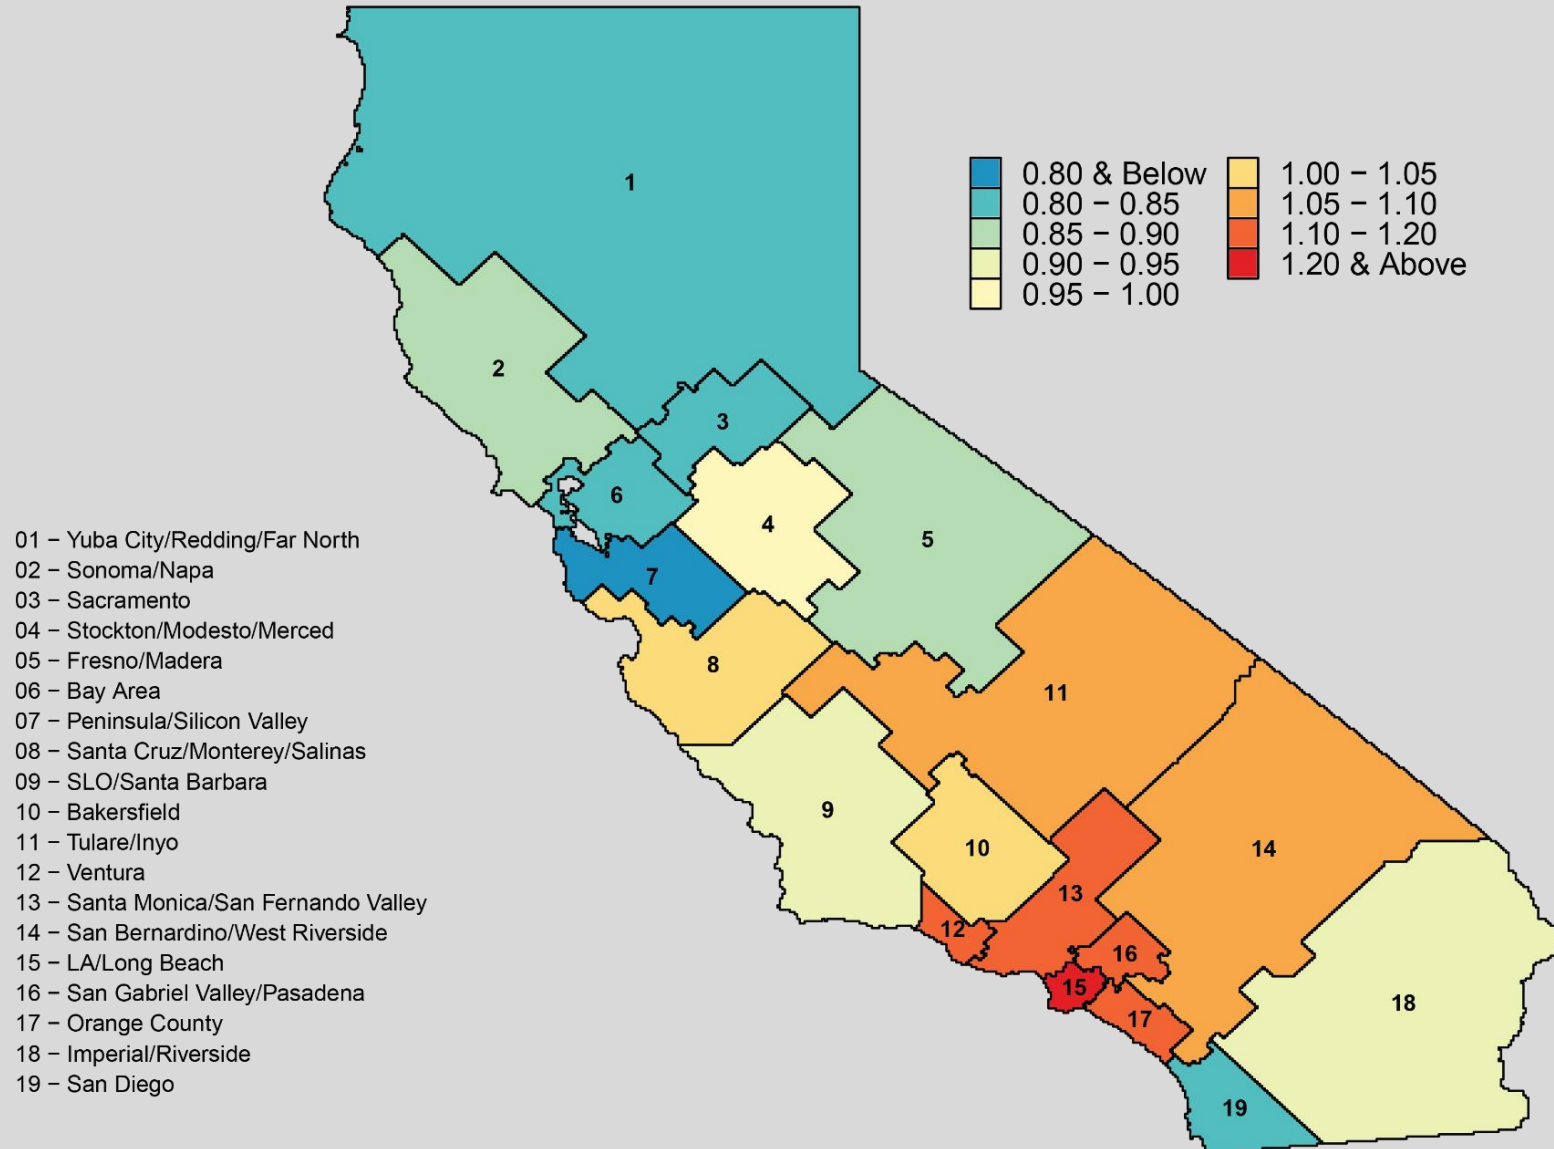 1
0.80 & Below
1.00 − 1.05
0.80 − 0.85
1.05 − 1.10
0.85 − 0.90
1.10 − 1.20
0.90 − 0.95
1.20 & Above
0.95 − 1.00
2
3
6
4
5
7
8
11
9
10
14
13
12
16
15
17
18
19
01 − Yuba City/Redding/Far North
02 − Sonoma/Napa
03 − Sacramento
04 − Stockton/Modesto/Merced
05 − Fresno/Madera
06 − Bay Area
07 − Peninsula/Silicon Valley
08 − Santa Cruz/Monterey/Salinas
09 − SLO/Santa Barbara
10 − Bakersfield
11 − Tulare/Inyo
12 − Ventura
13 − Santa Monica/San Fernando Valley
14 − San Bernardino/West Riverside
15 − LA/Long Beach
16 − San Gabriel Valley/Pasadena
17 − Orange County
18 − Imperial/Riverside
19 − San Diego